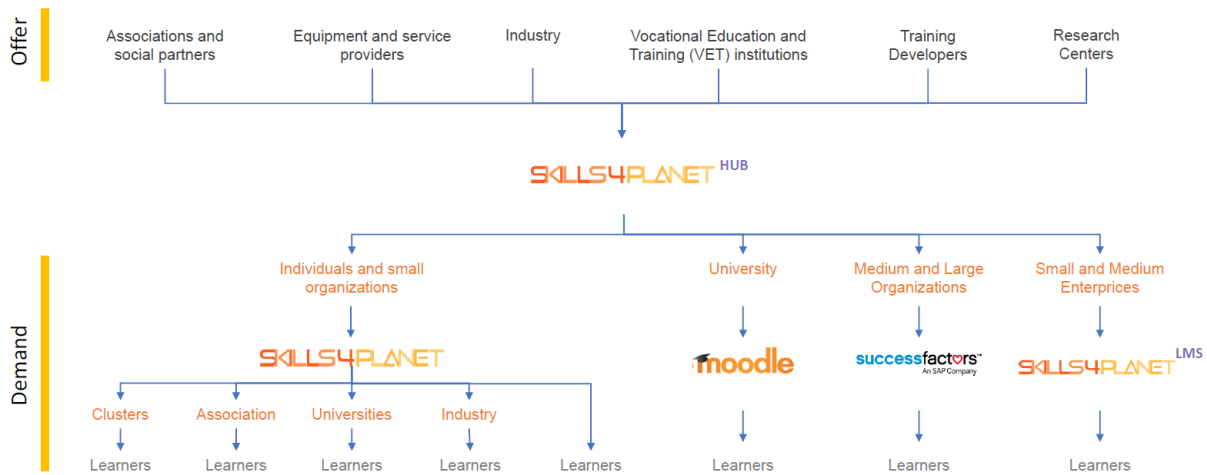 Offer
Associations and
social partners
Equipment and service
providers
Industry
Vocational Education and
Training (VET) institutions
Training
Developers
Research
Centers
SKILLS4PLANET HUB
Demand
Individuals and small
organizations
University
Medium and Large
Organizations
Small and Medium
Enterprices
SKILLS4PLANET
moodle
successfactors™
An SAP Company
SKILLS4PLANET LMS
Clusters
Association
Universities
Industry
Learners
Learners
Learners
Learners
Learners
Learners
Learners
Learners